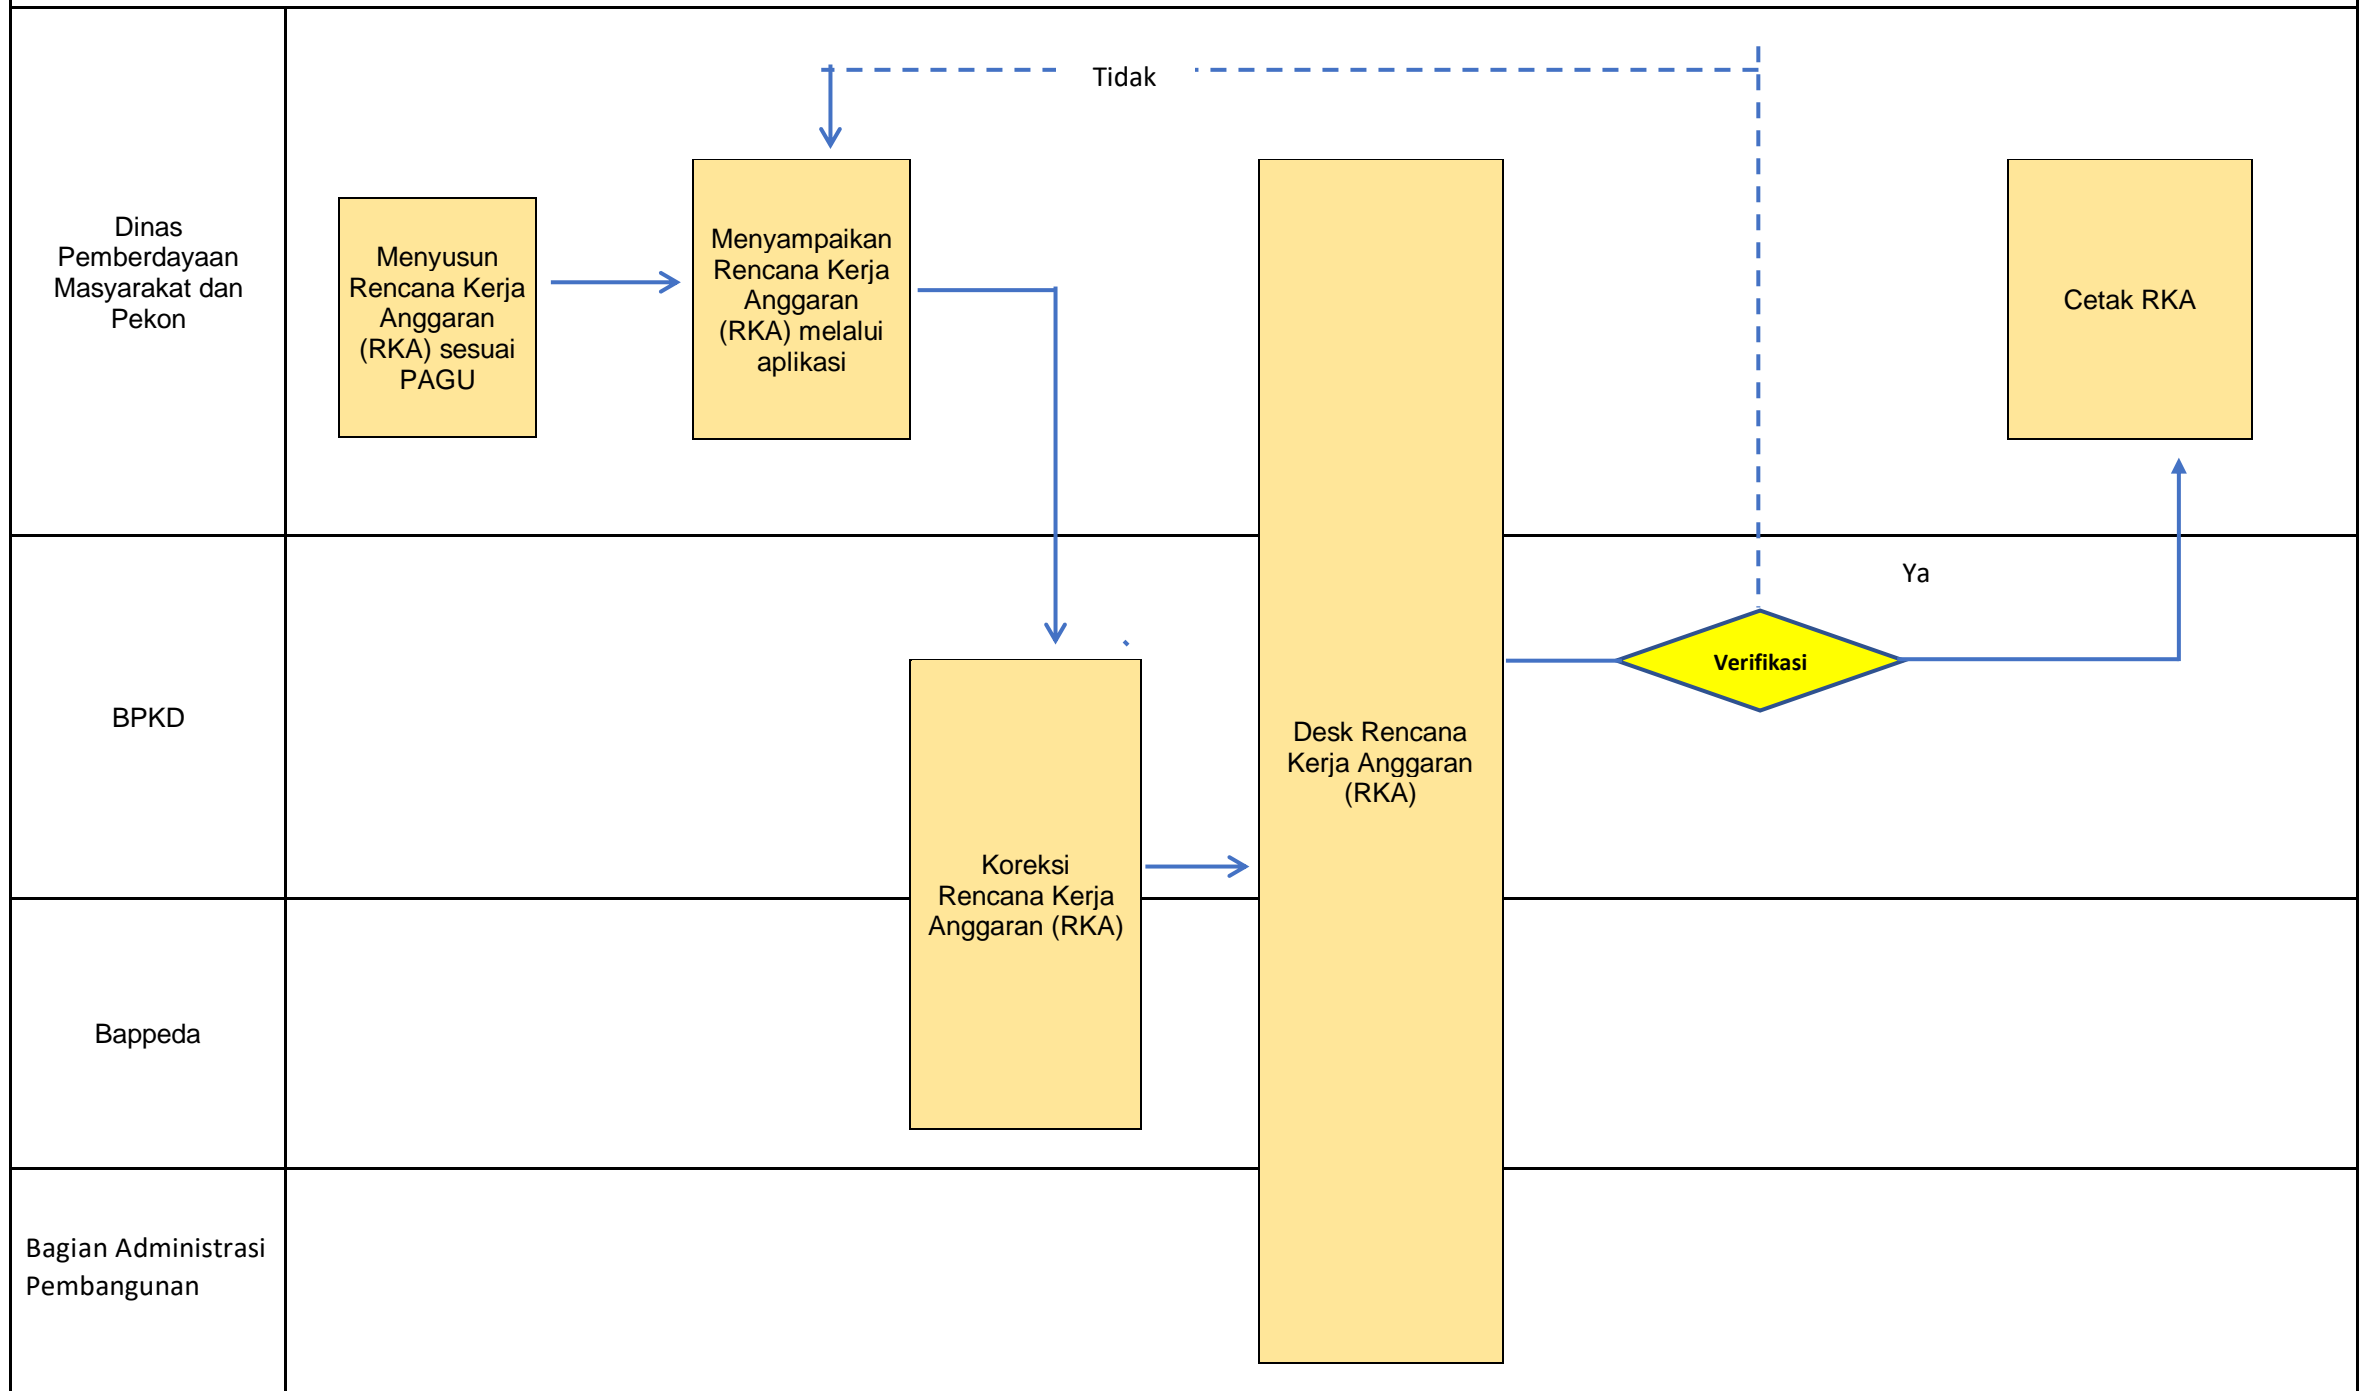 Tidak
Dinas
Pemberdayaan
Masyarakat dan
Pekon
Menyusun
Rencana Kerja
Anggaran
(RKA) sesuai
PAGU
Menyampaikan
Rencana Kerja
Anggaran
(RKA) melalui
aplikasi
Cetak RKA
Ya
BPKD
Verifikasi
Desk Rencana
Kerja Anggaran
(RKA)
Koreksi
Rencana Kerja
Anggaran (RKA)
Bappeda
Bagian Administrasi
Pembangunan